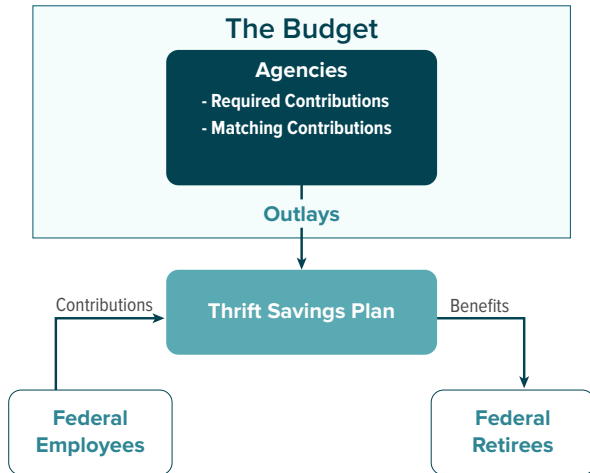 The Budget
Agencies
- Required Contributions
- Matching Contributions
Outlays
Contributions
Thrift Savings Plan
Benefits
Federal
Employees
Federal
Retirees